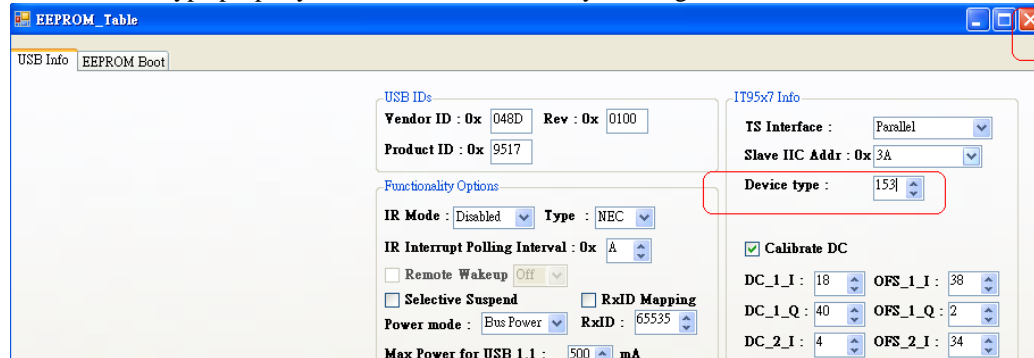 EEPROM_Table
USB Info EEPROM Boot
USB IDs
Vendor ID : 0x 048D Rev : 0x 0100
Product ID : 0x 9517
Functionality Options
IR Mode : Disabled Type : NEC
IR Interrupt Polling Interval : 0x A
Remote Wakeup Off
Selective Suspend RxID Mapping
Power mode : Bus Power RxID : 65535
Max Power for USB 1.1 : 500 mA
IT95x7 Info
TS Interface : Parallel
Slave IIC Addr : 0x 3A
Device type : 153
Calibrate DC
DC_1_I : 18 OFS_1_I : 38
DC_1_Q : 40 OFS_1_Q : 2
DC_2_I : 4 OFS_2_I : 34